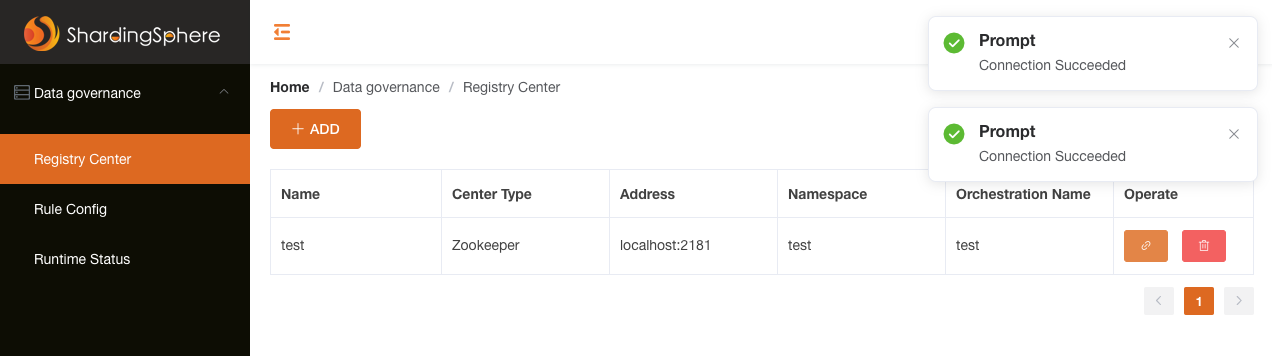 ShardingSphere
Data governance
Registry Center
Rule Config
Runtime Status
Home / Data governance / Registry Center
+ ADD
Prompt
Connection Succeeded
Prompt
Connection Succeeded
Name Center Type Address Namespace Orchestration Name Operate
test Zookeeper localhost:2181 test test
1